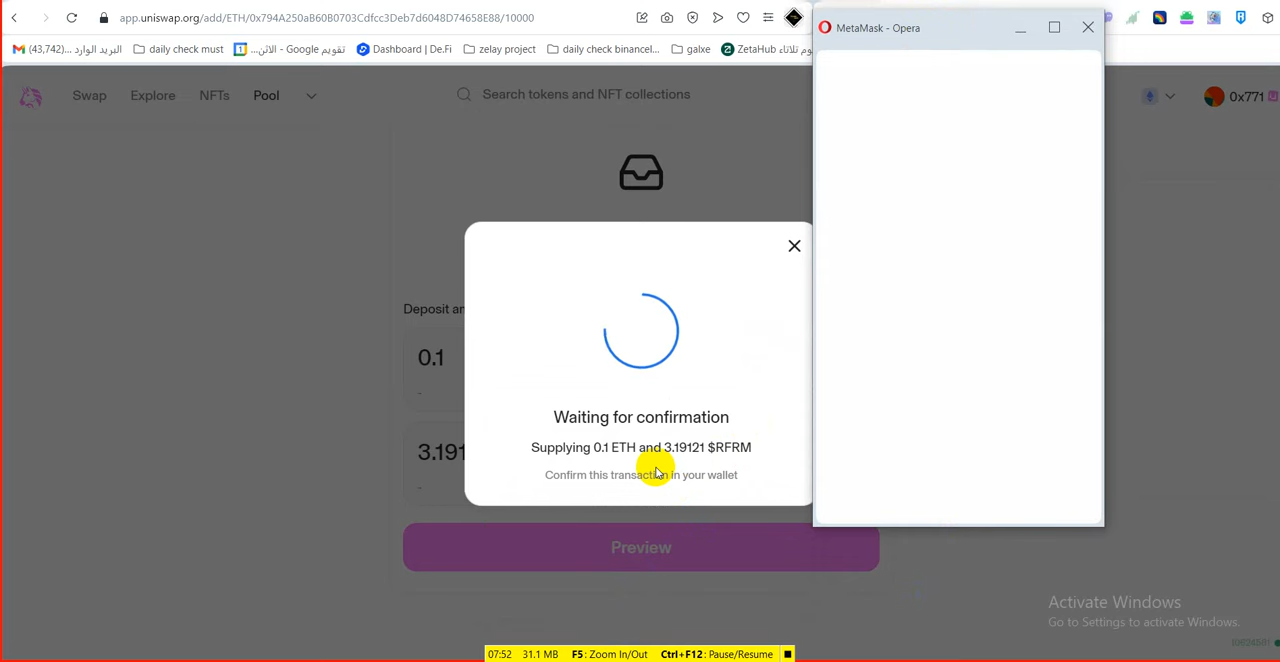 app.uniswap.org/add/ETH/0x794A250aB60B0703Cdfcc3Deb7d6048D74658E88/10000
MetaMask - Opera
البريد الوارد ...(43,742)
daily check must
تقويم Google - الاثن...
Dashboard | De.Fi
zelay project
daily check binancel...
galxe
ZetaHub
Swap
Explore
NFTs
Pool
Search tokens and NFT collections
0x771
Deposit
0.1
-
3.191
-
Waiting for confirmation
Supplying 0.1 ETH and 3.19121 $RFRM
Confirm this transaction in your wallet
Preview
Activate Windows
Go to Settings to activate Windows.
07:52 31.1 MB F5: Zoom In/Out Ctrl+F12: Pause/Resume